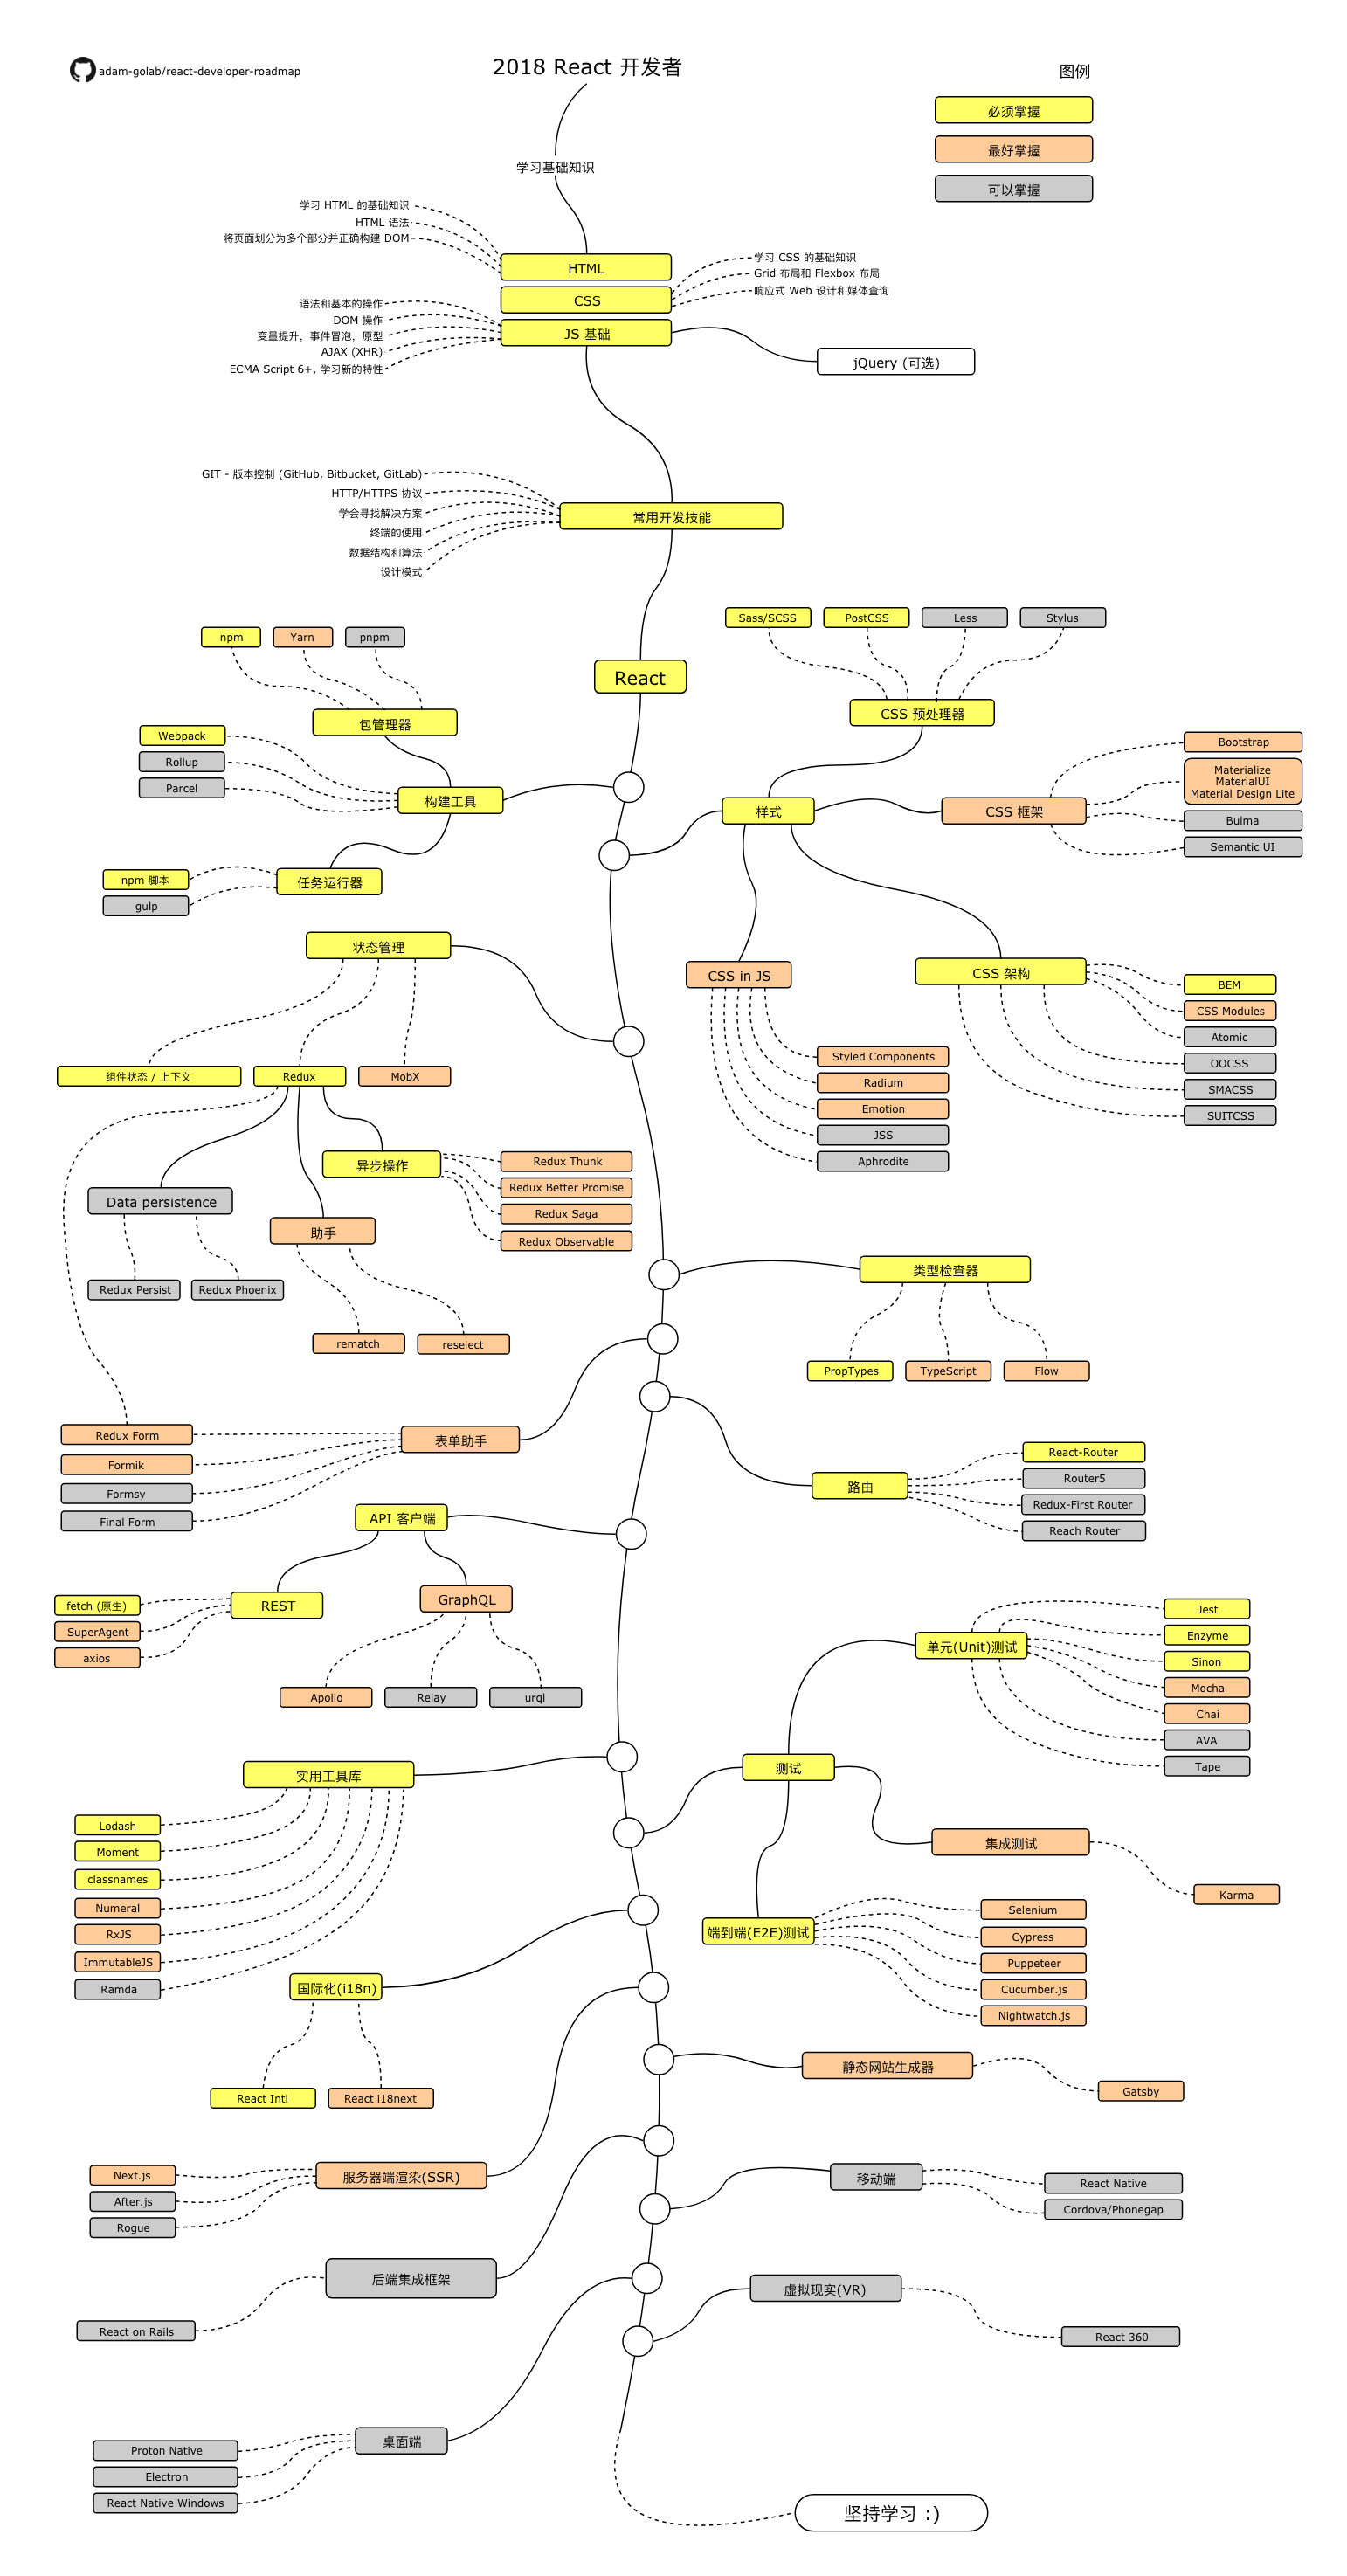 adam-golab/react-developer-roadmap
2018 React 开发者
图例
必须掌握
最好掌握
可以掌握
学习基础知识
学习 HTML 的基础知识
HTML 语法
将页面划分为多个部分并正确构建 DOM
HTML
CSS
学习 CSS 的基础知识
Grid 布局和 Flexbox 布局
响应式 Web 设计和媒体查询
语法和基本的操作
DOM 操作
变量提升，事件冒泡，原型
AJAX (XHR)
ECMA Script 6+, 学习新的特性
JS 基础
jQuery (可选)
GIT - 版本控制 (GitHub, Bitbucket, GitLab)
HTTP/HTTPS 协议
学会寻找解决方案
终端的使用
数据结构和算法
设计模式
常用开发技能
React
npm
Yarn
pnpm
包管理器
Webpack
Rollup
Parcel
构建工具
npm 脚本
gulp
任务运行器
Sass/SCSS
PostCSS
Less
Stylus
CSS 预处理器
样式
CSS 框架
Bootstrap
Materialize
MaterialUI
Material Design Lite
Bulma
Semantic UI
CSS in JS
Styled Components
Radium
Emotion
JSS
Aphrodite
CSS 架构
BEM
CSS Modules
Atomic
OOCSS
SMACSS
SUITCSS
状态管理
组件状态 / 上下文
Redux
MobX
异步操作
Redux Thunk
Redux Better Promise
Redux Saga
Redux Observable
Data persistence
助手
Redux Persist
Redux Phoenix
rematch
reselect
类型检查器
PropTypes
TypeScript
Flow
Redux Form
Formik
Formsy
Final Form
表单助手
路由
React-Router
Router5
Redux-First Router
Reach Router
API 客户端
REST
GraphQL
fetch (原生)
SuperAgent
axios
Apollo
Relay
urql
测试
单元(Unit)测试
Jest
Enzyme
Sinon
Mocha
Chai
AVA
Tape
实用工具库
Lodash
Moment
classnames
Numeral
RxJS
ImmutableJS
Ramda
集成测试
Karma
端到端(E2E)测试
Selenium
Cypress
Puppeteer
Cucumber.js
Nightwatch.js
国际化(i18n)
React Intl
React i18next
静态网站生成器
Gatsby
Next.js
After.js
Rogue
服务器端渲染(SSR)
移动端
React Native
Cordova/Phonegap
后端集成框架
React on Rails
虚拟现实(VR)
React 360
桌面端
Proton Native
Electron
React Native Windows
坚持学习 :)